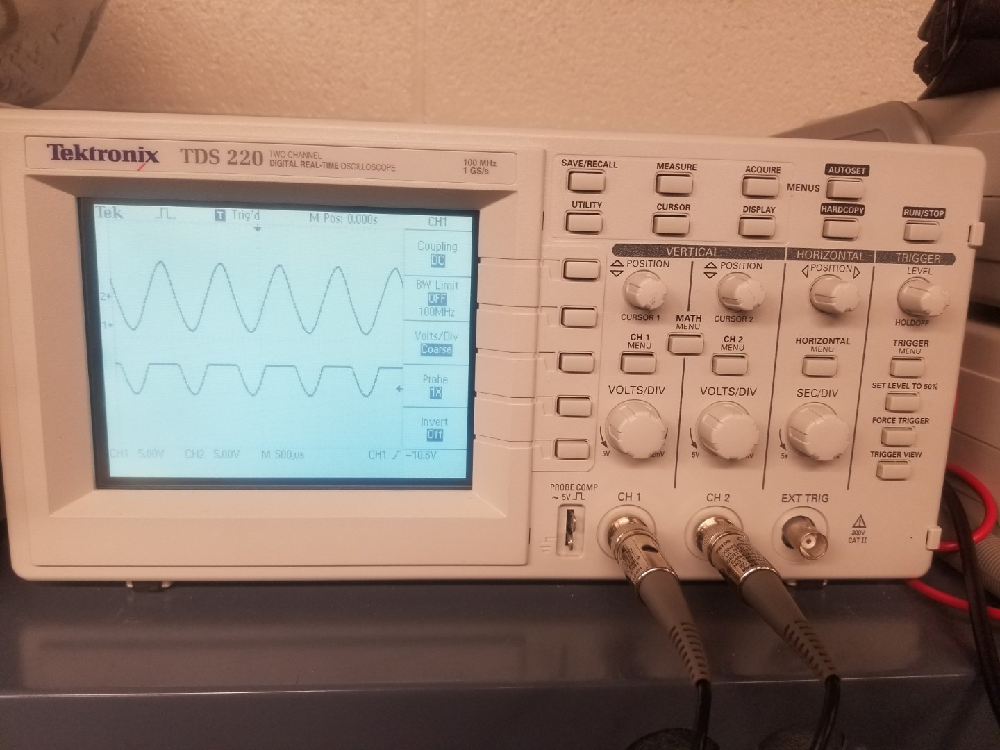 Tektronix TDS 220 TWO CHANNEL
DIGITAL REAL-TIME OSCILLOSCOPE
100 MHz
1 GS/s
Tek Trig'd M Pos: 0.000s CH1
T
Coupling
DC
BW Limit
OFF
100MHz
Volts/Div
Coarse
Probe
1X
Invert
Off
2
1
CH1 5.00V CH2 5.00V M 500µs CH1 -10.6V
SAVE/RECALL MEASURE ACQUIRE AUTOSET
MENUS
UTILITY CURSOR DISPLAY HARDCOPY RUN/STOP
VERTICAL HORIZONTAL TRIGGER
POSITION POSITION POSITION LEVEL
CURSOR 1 CURSOR 2 HOLDOFF
MATH
MENU
CH 1
MENU
CH 2
MENU
HORIZONTAL
MENU
TRIGGER
MENU
SET LEVEL TO 50%
VOLTS/DIV VOLTS/DIV SEC/DIV
FORCE TRIGGER
5V 5V 5s
TRIGGER VIEW
PROBE COMP
~ 5V
CH 1 CH 2 EXT TRIG
300V
CAT II